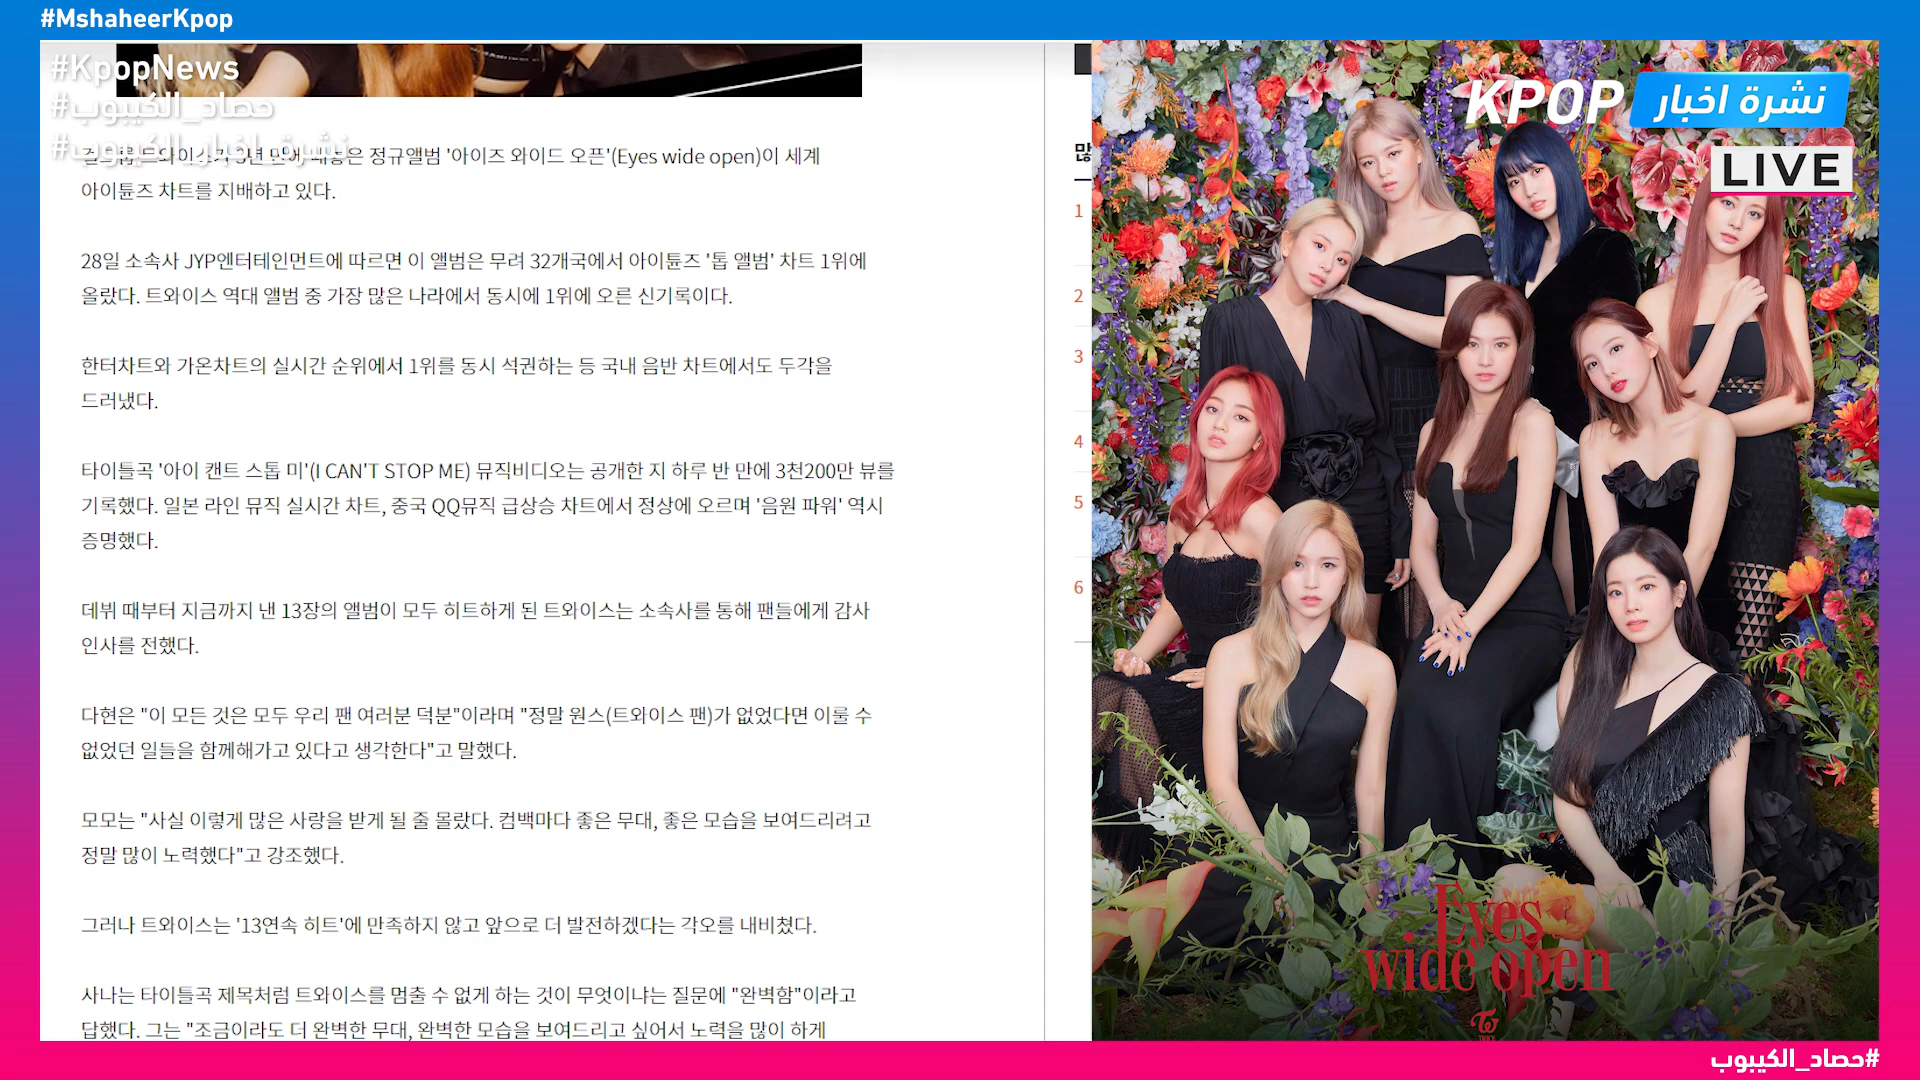 #MshaheerKpop
#KpopNews
#حصاد_الكيبوب
#نشرة_اخبار_الكيبوب
정규앨범 '아이즈 와이드 오픈'(Eyes wide open)이 세계
아이튠즈 차트를 지배하고 있다.
28일 소속사 JYP엔터테인먼트에 따르면 이 앨범은 무려 32개국에서 아이튠즈 '톱 앨범' 차트 1위에
올랐다. 트와이스 역대 앨범 중 가장 많은 나라에서 동시에 1위에 오른 신기록이다.
한터차트와 가온차트의 실시간 순위에서 1위를 동시 석권하는 등 국내 음반 차트에서도 두각을
드러냈다.
타이틀곡 '아이 캔트 스톱 미'(I CAN'T STOP ME) 뮤직비디오는 공개한 지 하루 반 만에 3천200만 뷰를
기록했다. 일본 라인 뮤직 실시간 차트, 중국 QQ뮤직 급상승 차트에서 정상에 오르며 '음원 파워' 역시
증명했다.
데뷔 때부터 지금까지 낸 13장의 앨범이 모두 히트하게 된 트와이스는 소속사를 통해 팬들에게 감사
인사를 전했다.
다현은 "이 모든 것은 모두 우리 팬 여러분 덕분"이라며 "정말 원스(트와이스 팬)가 없었다면 이룰 수
없었던 일들을 함께해가고 있다고 생각한다"고 말했다.
모모는 "사실 이렇게 많은 사랑을 받게 될 줄 몰랐다. 컴백마다 좋은 무대, 좋은 모습을 보여드리려고
정말 많이 노력했다"고 강조했다.
그러나 트와이스는 '13연속 히트'에 만족하지 않고 앞으로 더 발전하겠다는 각오를 내비쳤다.
사나는 타이틀곡 제목처럼 트와이스를 멈출 수 없게 하는 것이 무엇이냐는 질문에 "완벽함"이라고
답했다. 그는 "조금이라도 더 완벽한 무대, 완벽한 모습을 보여드리고 싶어서 노력을 많이 하게
1
2
3
4
5
6
KPOP نشرة اخبار
LIVE
Eyes
wide open
#حصاد_الكيبوب